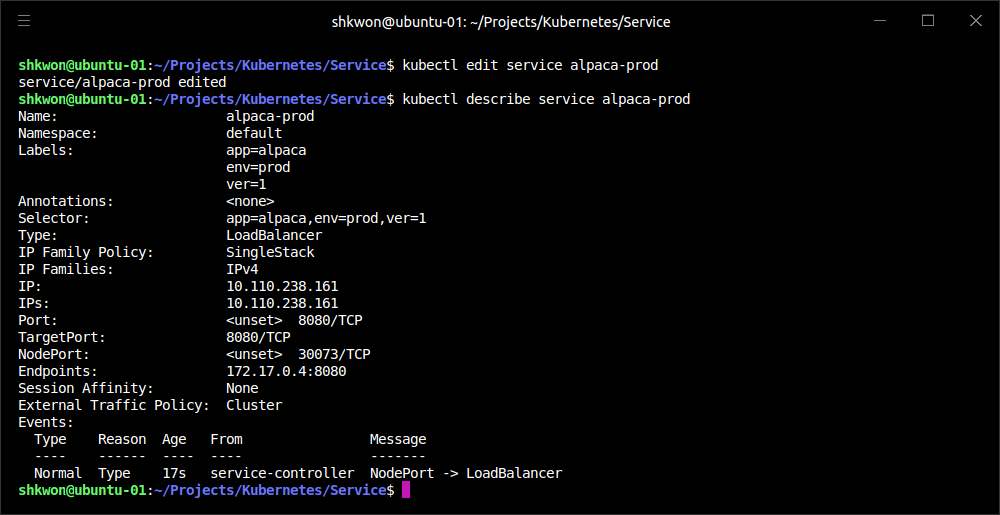 shkwon@ubuntu-01: ~/Projects/Kubernetes/Service
shkwon@ubuntu-01:~/Projects/Kubernetes/Service$ kubectl edit service alpaca-prod
service/alpaca-prod edited
shkwon@ubuntu-01:~/Projects/Kubernetes/Service$ kubectl describe service alpaca-prod
Name:                     alpaca-prod
Namespace:                default
Labels:                   app=alpaca
                          env=prod
                          ver=1
Annotations:              <none>
Selector:                 app=alpaca,env=prod,ver=1
Type:                     LoadBalancer
IP Family Policy:         SingleStack
IP Families:              IPv4
IP:                       10.110.238.161
IPs:                      10.110.238.161
Port:                     <unset>  8080/TCP
TargetPort:               8080/TCP
NodePort:                 <unset>  30073/TCP
Endpoints:                172.17.0.4:8080
Session Affinity:         None
External Traffic Policy:  Cluster
Events:
  Type    Reason  Age   From                Message
  ----    ------  ----  ----                -------
  Normal  Type    17s   service-controller  NodePort -> LoadBalancer
shkwon@ubuntu-01:~/Projects/Kubernetes/Service$